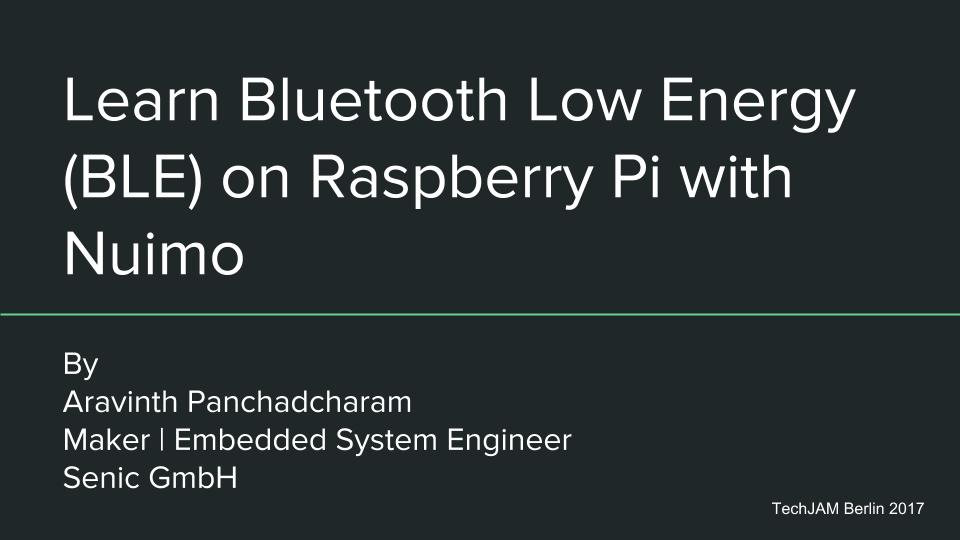 Learn Bluetooth Low Energy
(BLE) on Raspberry Pi with
Nuimo
By
Aravinth Panchadcharam
Maker | Embedded System Engineer
Senic GmbH
TechJAM Berlin 2017